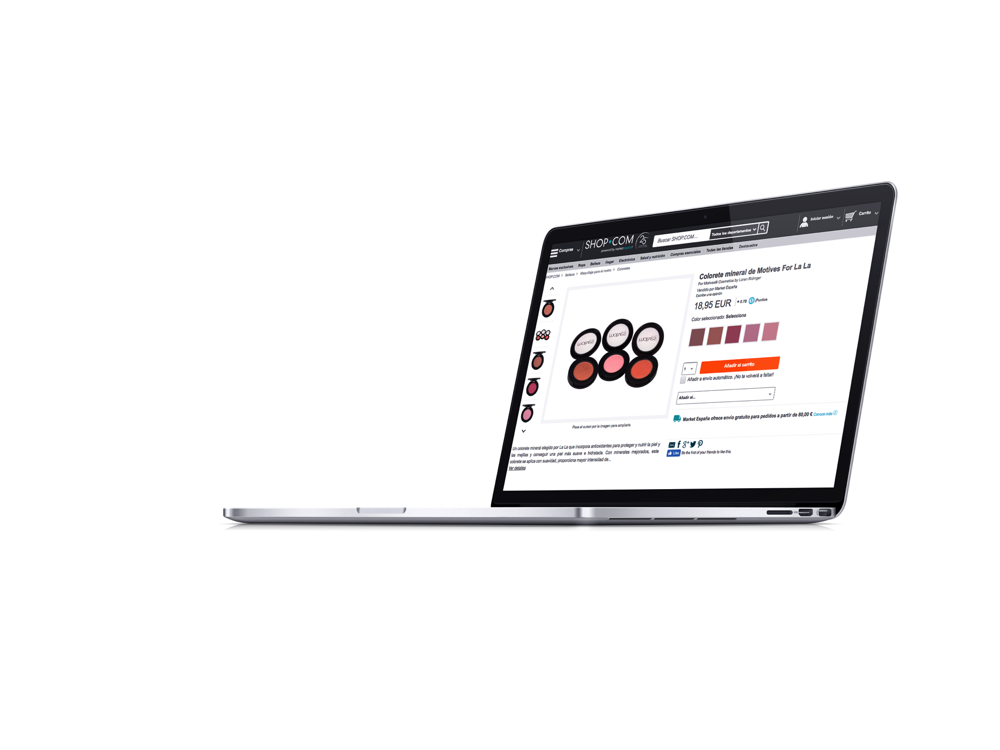 Compras
SHOP•COM
25
powered by marketespaña®
Buscar SHOP.COM...
Todos los departamentos
Iniciar sesión
Carrito
Marcas exclusivas Ropa Belleza Hogar Electrónica Salud y nutrición Compras esenciales Todas las tiendas Destacados
SHOP.COM > Belleza > Maquillaje para el rostro > Coloretes
motives
motives
motives
Pasa el cursor por la imagen para ampliarla
Un colorete mineral elegido por La La que incorpora antioxidantes para proteger y nutrir la piel y
las mejillas y conseguir una piel más suave e hidratada. Con minerales mejorados, este
colorete se aplica con suavidad, proporciona mayor intensidad de...
Ver detalles
Colorete mineral de Motives For La La
Por Motives® Cosmetics by Loren Ridinger
Vendido por Market España
Escribe una opinión
18,95 EUR + 0.78 ¡Puntos
Color seleccionado: Selecciona
1
Añadir al carrito
Añadir a envío automático. ¡No te volverá a faltar!
Añadir al...
Market España ofrece envío gratuito para pedidos a partir de 80,00 € Conoce más
Like Be the first of your friends to like this.